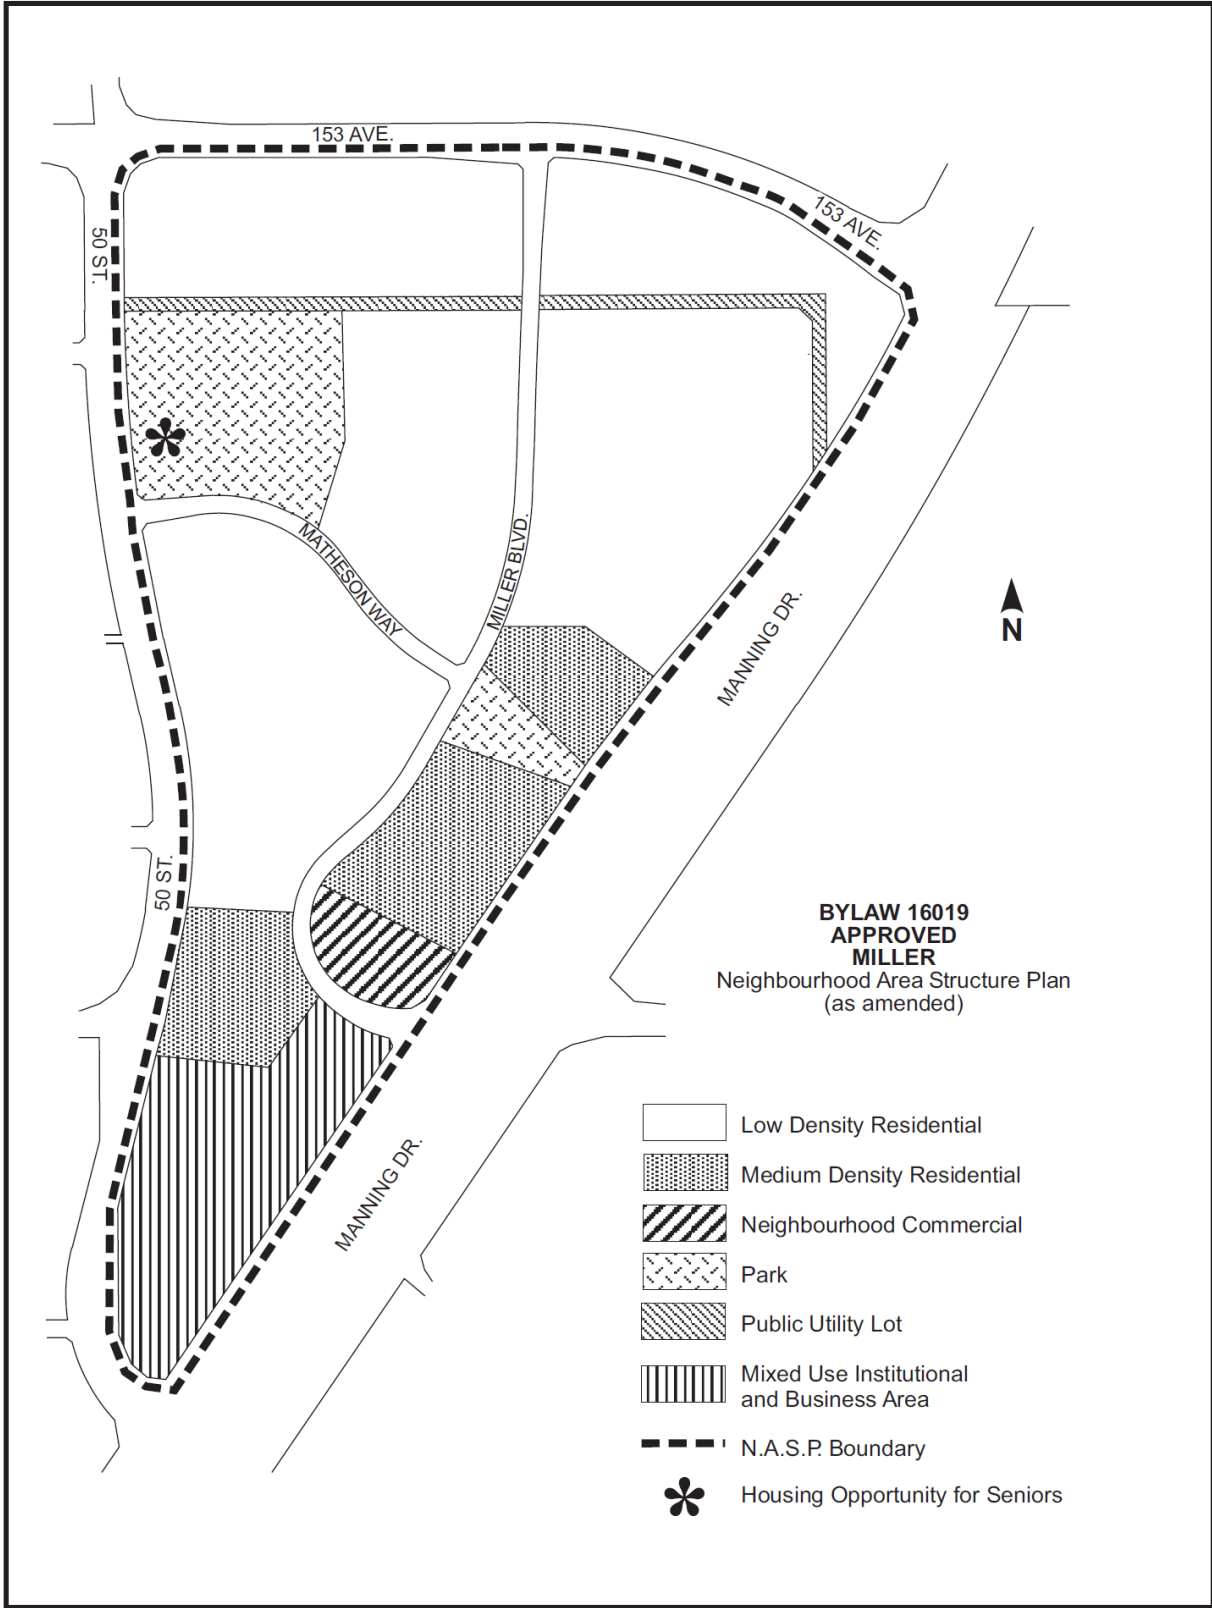 153 AVE.
153 AVE.
50 ST.
MATHESON WAY
MILLER BLVD.
MANNING DR.
N
50 ST.
BYLAW 16019
APPROVED
MILLER
Neighbourhood Area Structure Plan
(as amended)
MANNING DR.
Low Density Residential
Medium Density Residential
Neighbourhood Commercial
Park
Public Utility Lot
Mixed Use Institutional
and Business Area
N.A.S.P. Boundary
Housing Opportunity for Seniors